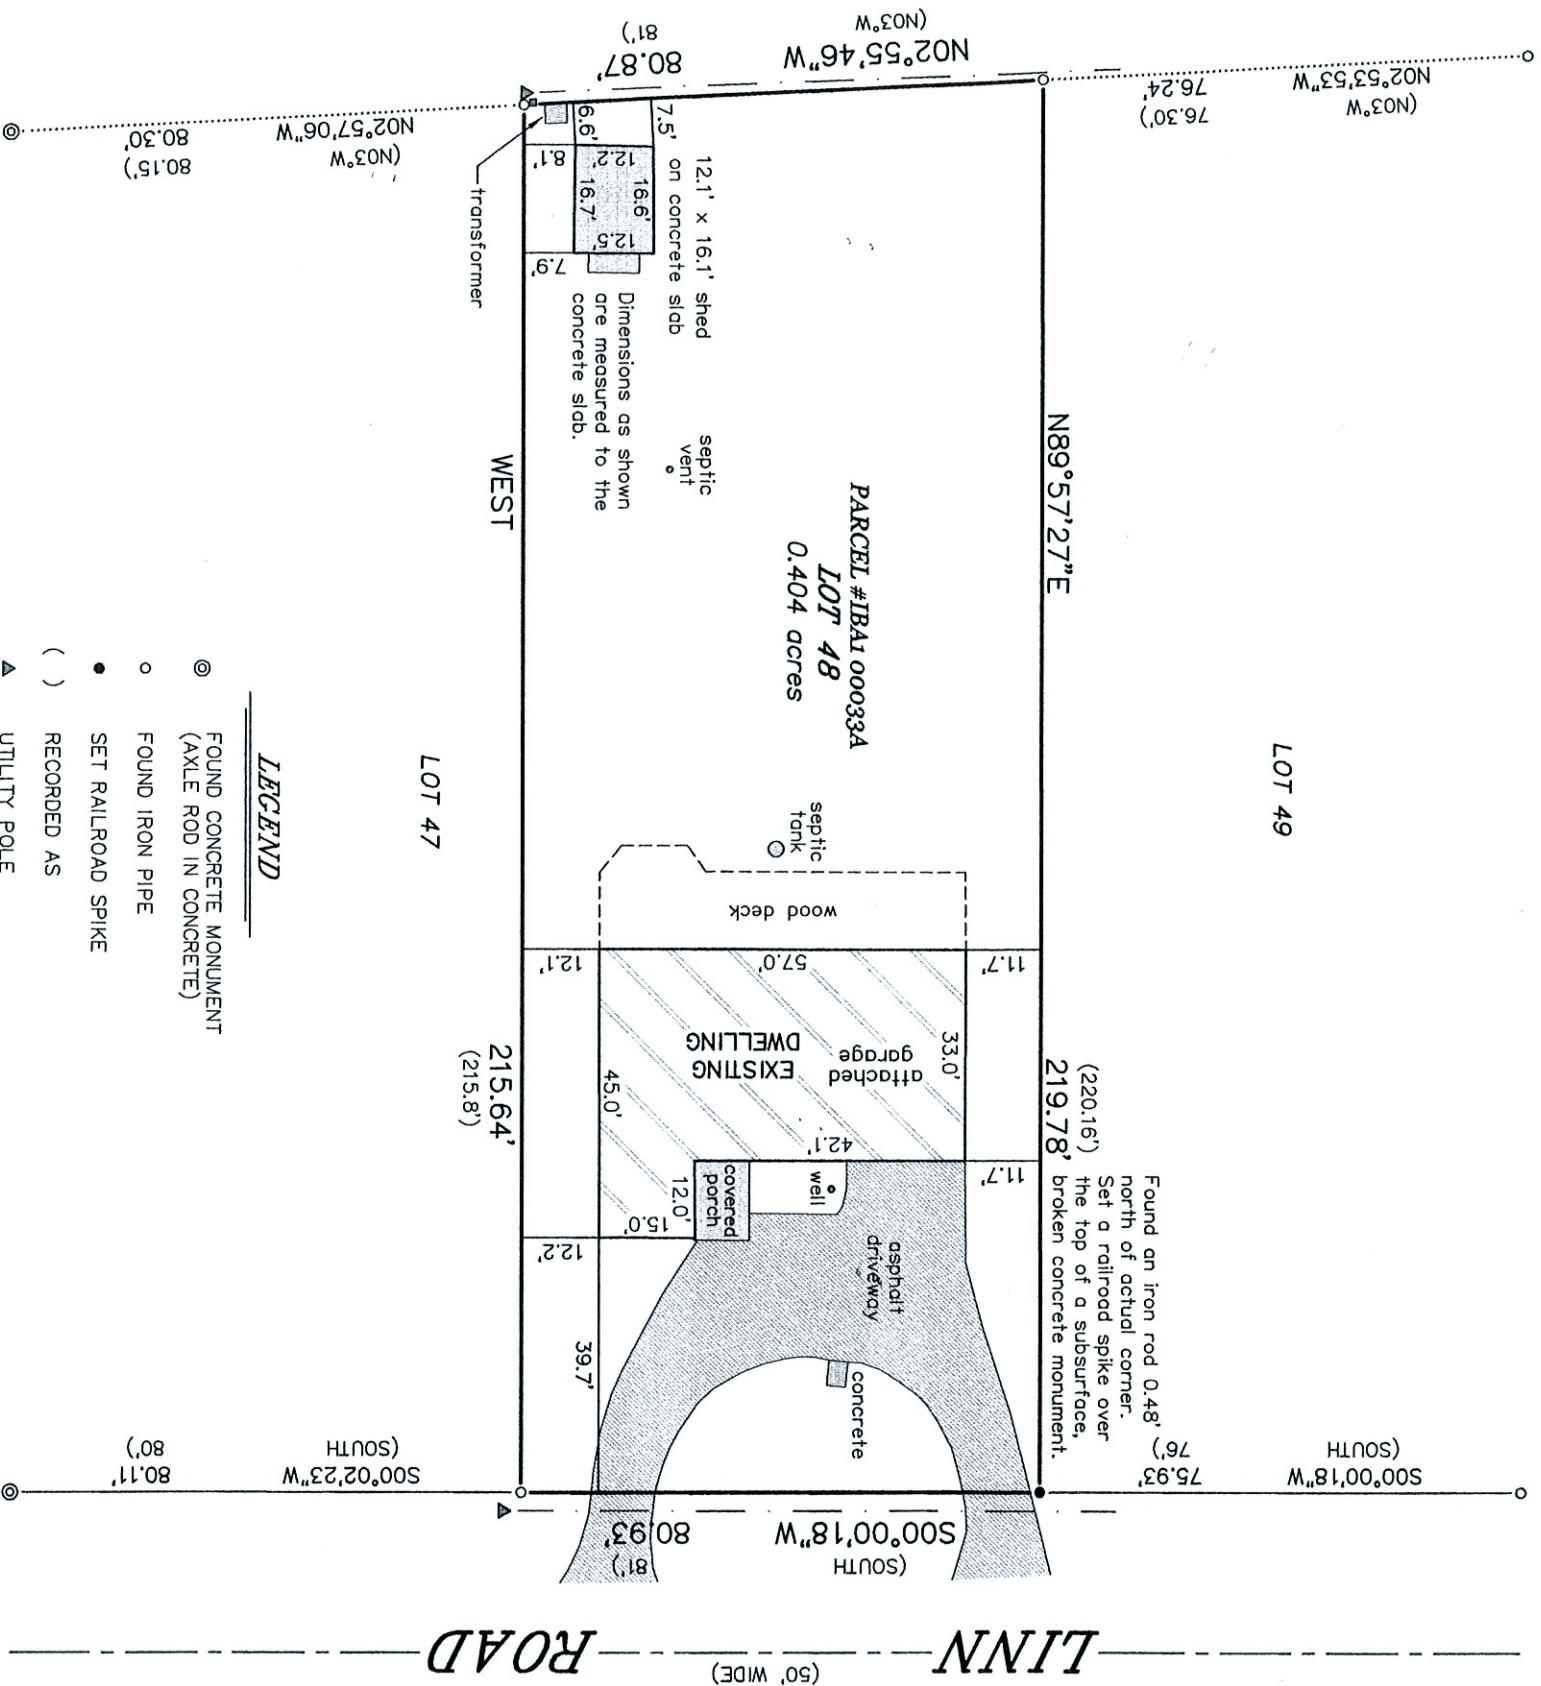 (N03°W
N02°53'53"W
76.30')
76.24'
(N03°W
N02°55'46"W
81')
80.87'
(N03°W
N02°57'06"W
80.15')
80.30'
N89°57'27"E
(220.16')
219.78'
Found an iron rod 0.48'
north of actual corner.
Set a railroad spike over
the top of a subsurface,
broken concrete monument.
LOT 49
7.5'
6.6'
8.1'
12.2'
16.6'
16.7'
12.5'
7.9'
12.1' x 16.1' shed
on concrete slab
Dimensions as shown
are measured to the
concrete slab.
transformer
septic
vent
PARCEL #IBA1 00033A
LOT 48
0.404 acres
septic
tank
wood deck
11.7'
57.0'
12.1'
33.0'
attached
garage
EXISTING
DWELLING
45.0'
42.1'
11.7'
well
covered
porch
12.0'
15.0'
12.2'
asphalt
driveway
concrete
39.7'
WEST
215.64'
(215.8')
LOT 47
LEGEND
FOUND CONCRETE MONUMENT
(AXLE ROD IN CONCRETE)
FOUND IRON PIPE
SET RAILROAD SPIKE
( ) RECORDED AS
UTILITY POLE
(SOUTH
S00°00'18"W
76')
75.93'
(SOUTH
S00°00'18"W
81')
80.93'
(SOUTH
S00°02'23"W
80')
80.11'
LINN ROAD
(50' WIDE)